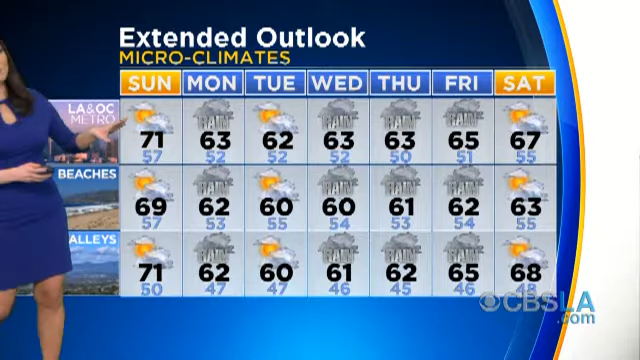 Extended Outlook
MICRO-CLIMATES
SUN MON TUE WED THU FRI SAT
LA&OC METRO
RAIN RAIN RAIN RAIN
71 63 62 63 63 65 67
57 52 52 52 50 51 55
BEACHES
RAIN RAIN RAIN
69 62 60 60 61 62 63
57 53 55 54 53 54 55
ALLEYS
RAIN RAIN RAIN RAIN
71 62 60 61 62 65 68
50 47 47 46 45 46 48
CBSLA
.com